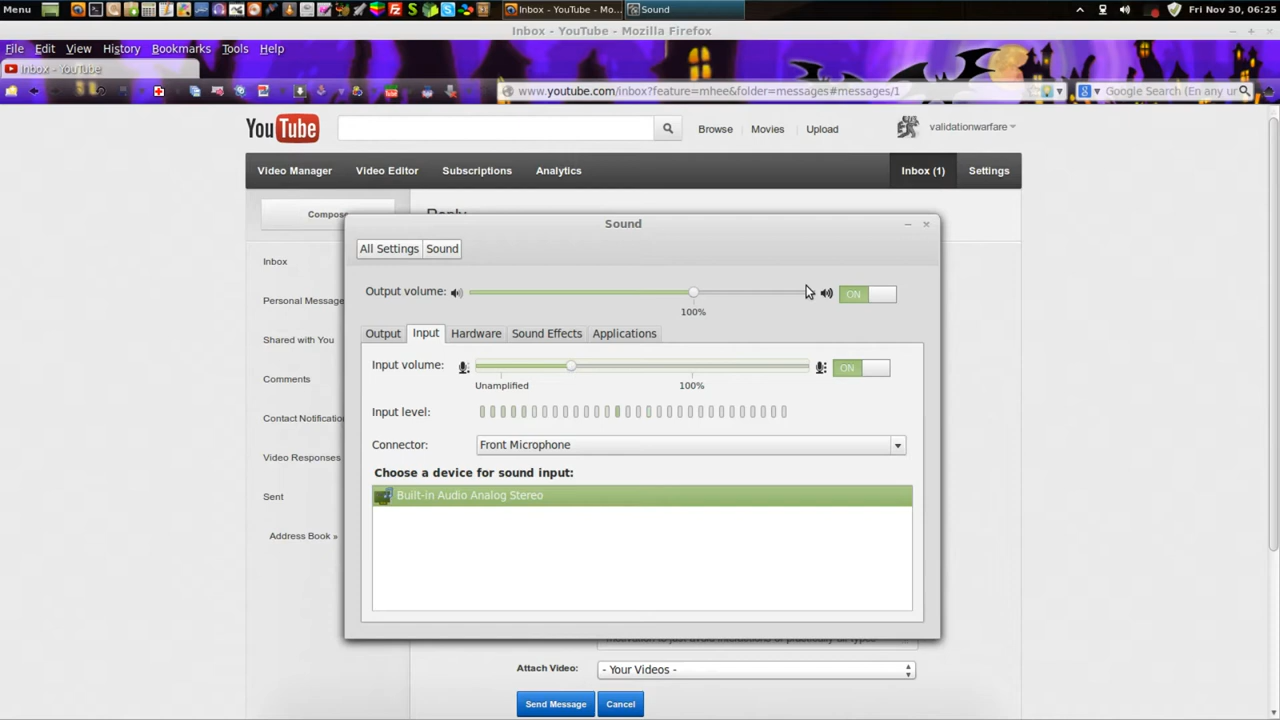 Menu
Inbox - YouTube - Mo...
Sound
Fri Nov 30, 06:25
Inbox - YouTube - Mozilla Firefox
File Edit View History Bookmarks Tools Help
Inbox - YouTube
www.youtube.com/inbox?feature=mhee&folder=messages#messages/1
Google Search (En any ur
YouTube
Browse Movies Upload
validationwarfare
Video Manager Video Editor Subscriptions Analytics
Inbox (1) Settings
Compose
Reply
Sound
All Settings Sound
Inbox
Output volume:
ON
Personal Message
100%
Output Input Hardware Sound Effects Applications
Shared with You
Input volume:
ON
Comments
Unamplified 100%
Input level:
Contact Notificatio
Connector: Front Microphone
Video Responses
Choose a device for sound input:
Sent
Built-in Audio Analog Stereo
Address Book »
Attach Video: - Your Videos -
Send Message Cancel